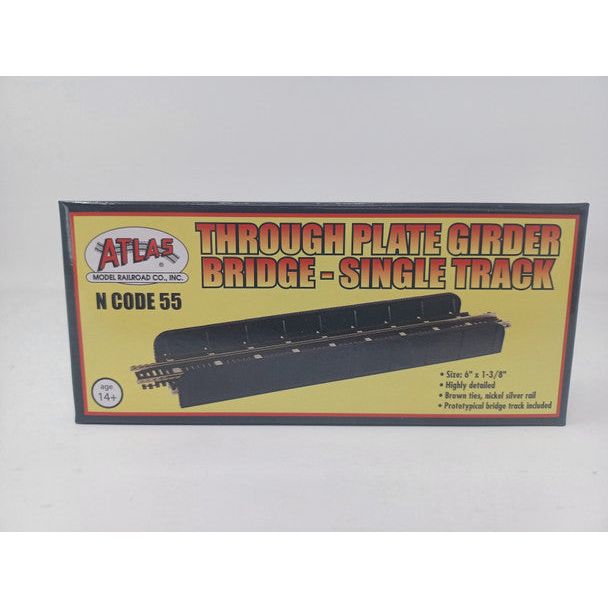 ATLAS
®
MODEL RAILROAD CO., INC.
N CODE 55
THROUGH PLATE GIRDER
BRIDGE - SINGLE TRACK
age
14+
• Size: 6" x 1-3/8"
• Highly detailed
• Brown ties, nickel silver rail
• Prototypical bridge track included